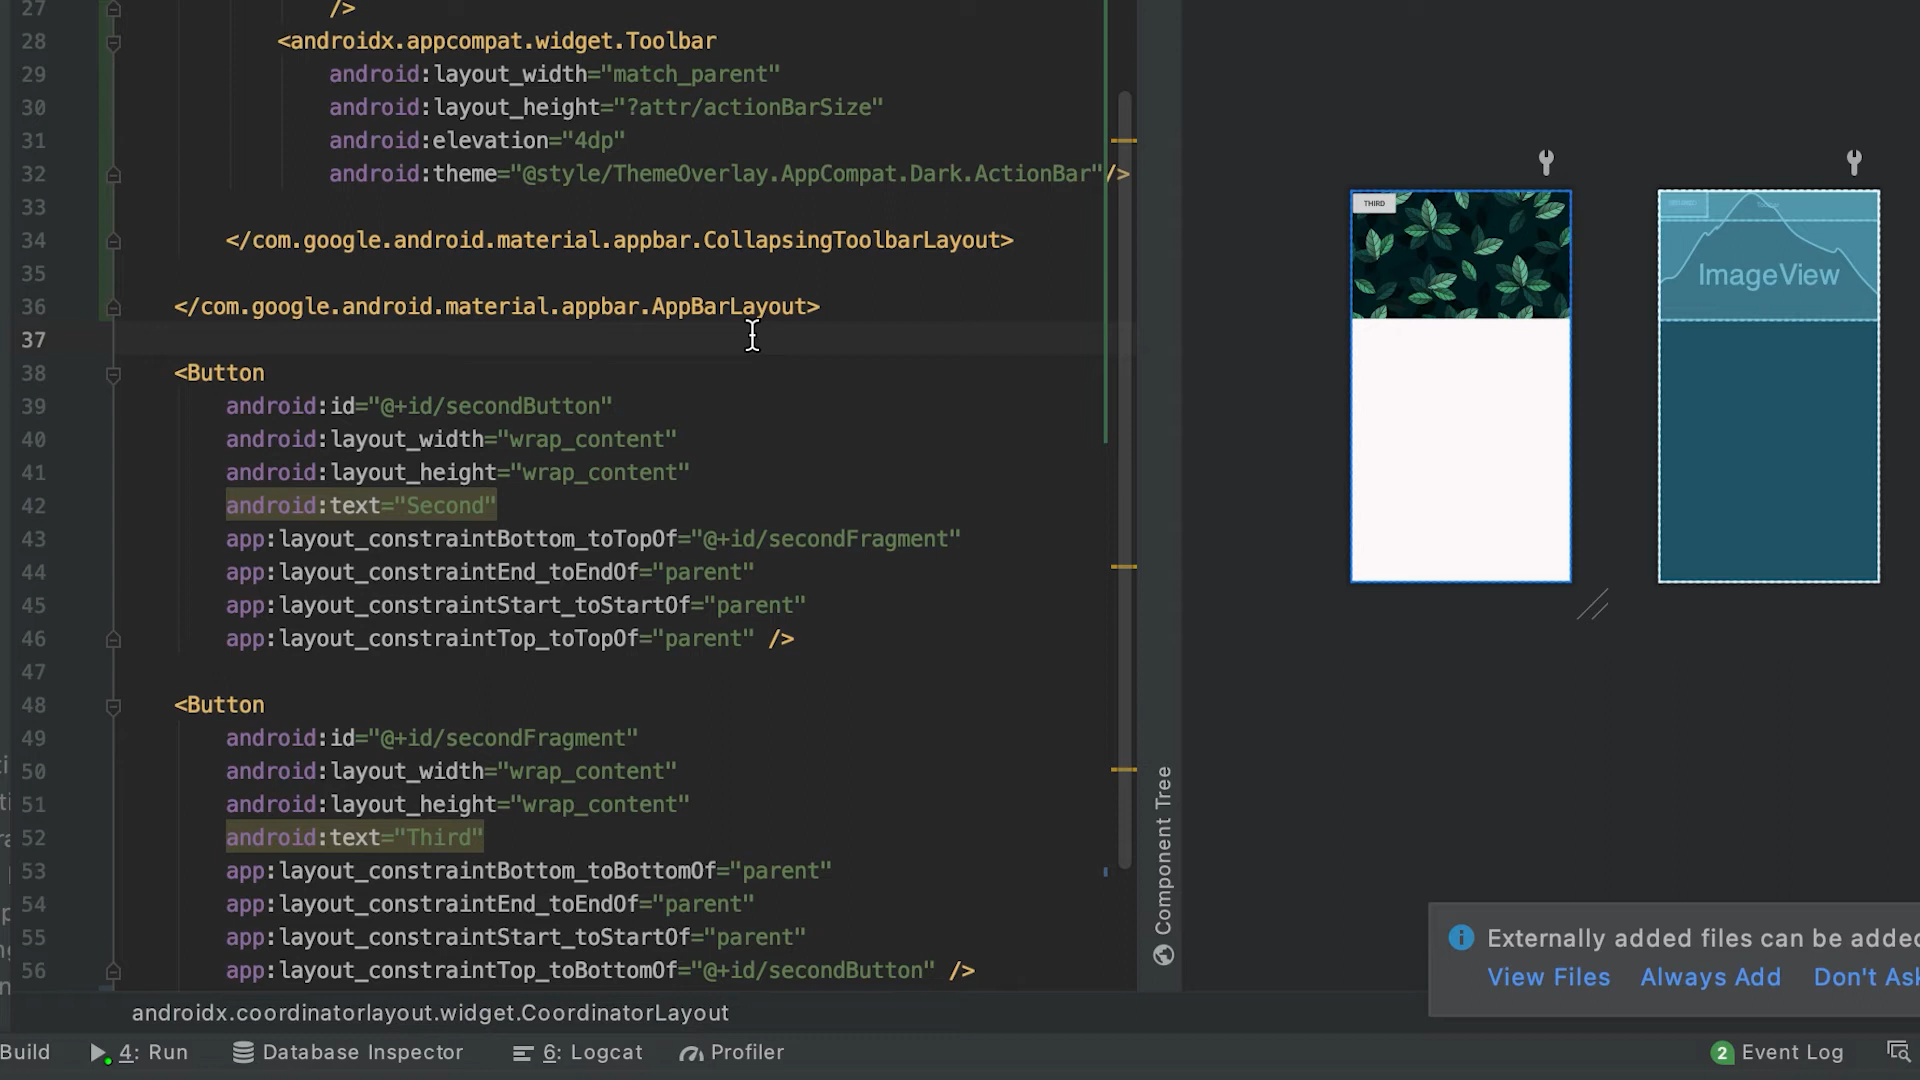 27 />
28 <androidx.appcompat.widget.Toolbar
29 android:layout_width="match_parent"
30 android:layout_height="?attr/actionBarSize"
31 android:elevation="4dp"
32 android:theme="@style/ThemeOverlay.AppCompat.Dark.ActionBar"/>
33
34 </com.google.android.material.appbar.CollapsingToolbarLayout>
35
36 </com.google.android.material.appbar.AppBarLayout>
37
38 <Button
39 android:id="@+id/secondButton"
40 android:layout_width="wrap_content"
41 android:layout_height="wrap_content"
42 android:text="Second"
43 app:layout_constraintBottom_toTopOf="@+id/secondFragment"
44 app:layout_constraintEnd_toEndOf="parent"
45 app:layout_constraintStart_toStartOf="parent"
46 app:layout_constraintTop_toTopOf="parent" />
47
48 <Button
49 android:id="@+id/secondFragment"
50 android:layout_width="wrap_content"
51 android:layout_height="wrap_content"
52 android:text="Third"
53 app:layout_constraintBottom_toBottomOf="parent"
54 app:layout_constraintEnd_toEndOf="parent"
55 app:layout_constraintStart_toStartOf="parent"
56 app:layout_constraintTop_toBottomOf="@+id/secondButton" />
androidx.coordinatorlayout.widget.CoordinatorLayout
Component Tree
THIRD
ImageView
Externally added files can be added
View Files Always Add Don't Ask
Build 4: Run Database Inspector 6: Logcat Profiler 2 Event Log